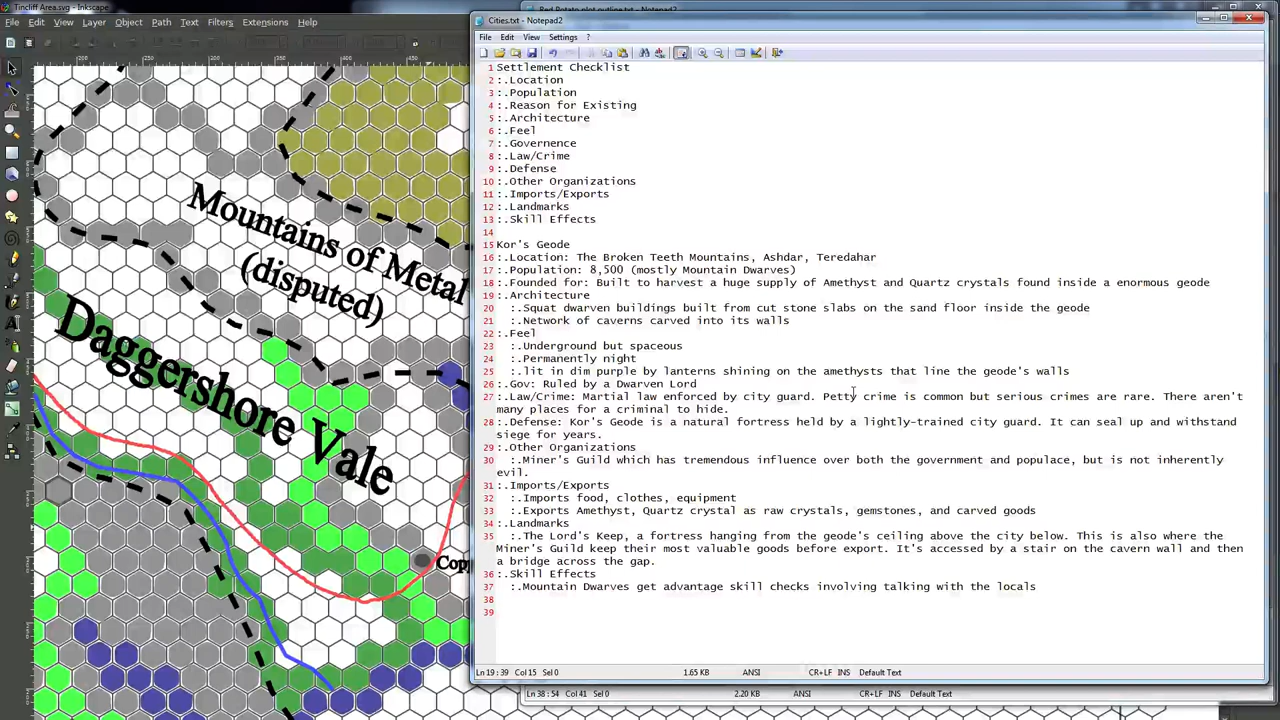 Tincliff Area.svg - Inkscape
File Edit View Layer Object Path Text Filters Extensions Help
200 250 300 350 400 450
Mountains of Metal
(disputed)
Daggershore Vale
Red Potato plot outline.txt - Notepad2
Cities.txt - Notepad2
File Edit View Settings ?
1 Settlement Checklist
2 :.Location
3 :.Population
4 :.Reason for Existing
5 :.Architecture
6 :.Feel
7 :.Governence
8 :.Law/Crime
9 :.Defense
10 :.Other Organizations
11 :.Imports/Exports
12 :.Landmarks
13 :.Skill Effects
14
15 Kor's Geode
16 :.Location: The Broken Teeth Mountains, Ashdar, Teredahar
17 :.Population: 8,500 (mostly Mountain Dwarves)
18 :.Founded for: Built to harvest a huge supply of Amethyst and Quartz crystals found inside a enormous geode
19 :.Architecture
20 :.Squat dwarven buildings built from cut stone slabs on the sand floor inside the geode
21 :.Network of caverns carved into its walls
22 :.Feel
23 :.Underground but spaceous
24 :.Permanently night
25 :.lit in dim purple by lanterns shining on the amethysts that line the geode's walls
26 :.Gov: Ruled by a Dwarven Lord
27 :.Law/Crime: Martial law enforced by city guard. Petty crime is common but serious crimes are rare. There aren't
many places for a criminal to hide.
28 :.Defense: Kor's Geode is a natural fortress held by a lightly-trained city guard. It can seal up and withstand
siege for years.
29 :.Other Organizations
30 :.Miner's Guild which has tremendous influence over both the government and populace, but is not inherently
evil.
31 :.Imports/Exports
32 :.Imports food, clothes, equipment
33 :.Exports Amethyst, Quartz crystal as raw crystals, gemstones, and carved goods
34 :.Landmarks
35 :.The Lord's Keep, a fortress hanging from the geode's ceiling above the city below. This is also where the
Miner's Guild keep their most valuable goods before export. It's accessed by a stair on the cavern wall and then
a bridge across the gap.
36 :.Skill Effects
37 :.Mountain Dwarves get advantage skill checks involving talking with the locals
38
39
Ln 19 : 39 Col 15 Sel 0 1.65 KB ANSI CR+LF INS Default Text
Ln 38 : 54 Col 41 Sel 0 2.20 KB ANSI CR+LF INS Default Text